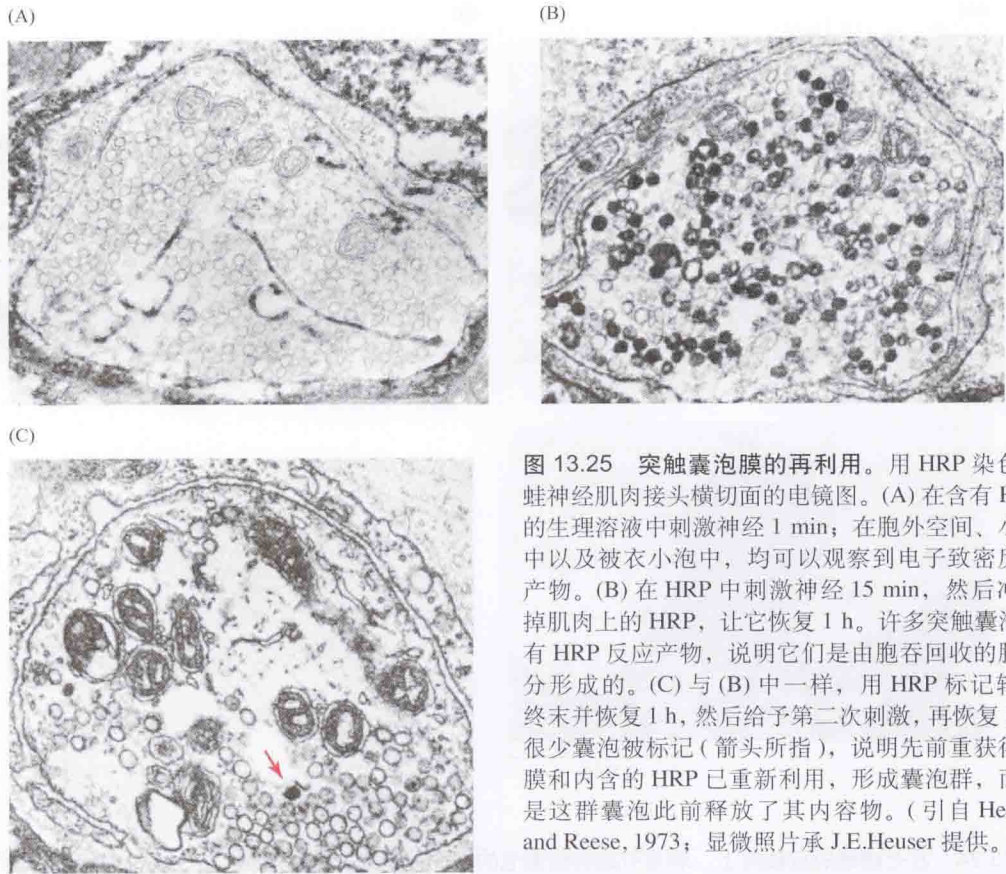 (A)
(B)
(C)
图 13.25 突触囊泡膜的再利用。用 HRP 染色
蛙神经肌肉接头横切面的电镜图。(A) 在含有
的生理溶液中刺激神经 1 min；在胞外空间、
中以及被衣小泡中，均可以观察到电子致密
产物。(B) 在 HRP 中刺激神经 15 min，然后
掉肌肉上的 HRP，让它恢复 1 h。许多突触囊
有 HRP 反应产物，说明它们是由胞吞回收的
分形成的。(C) 与 (B) 中一样，用 HRP 标记
终末并恢复 1 h，然后给予第二次刺激，再恢复
很少囊泡被标记 ( 箭头所指 )，说明先前重获
膜和内含的 HRP 已重新利用，形成囊泡群，
是这群囊泡此前释放了其内容物。( 引自
and Reese, 1973；显微照片承 J.E.Heuser 提供。